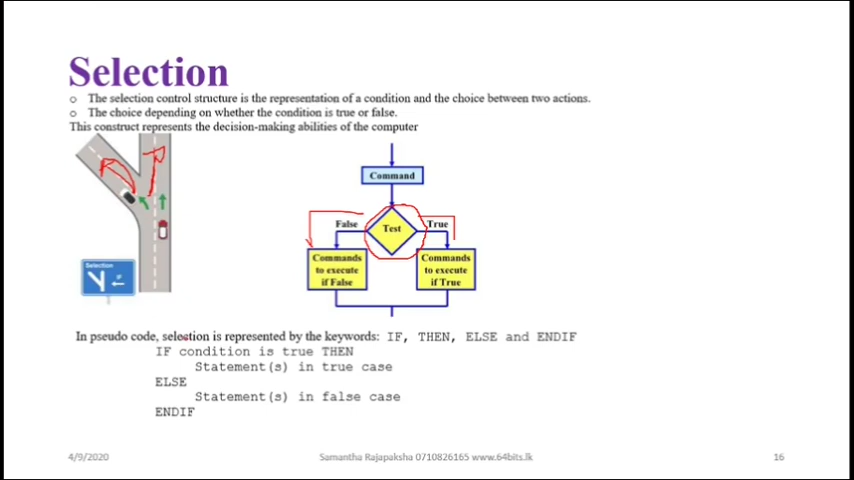 Selection
o The selection control structure is the representation of a condition and the choice between two actions.
o The choice depending on whether the condition is true or false.
This construct represents the decision-making abilities of the computer
Selection
Command
False
Test
True
Commands
to execute
if False
Commands
to execute
if True
In pseudo code, selection is represented by the keywords: IF, THEN, ELSE and ENDIF
IF condition is true THEN
Statement(s) in true case
ELSE
Statement(s) in false case
ENDIF
4/9/2020
Samantha Rajapaksha 0710826165 www.64bits.lk
16